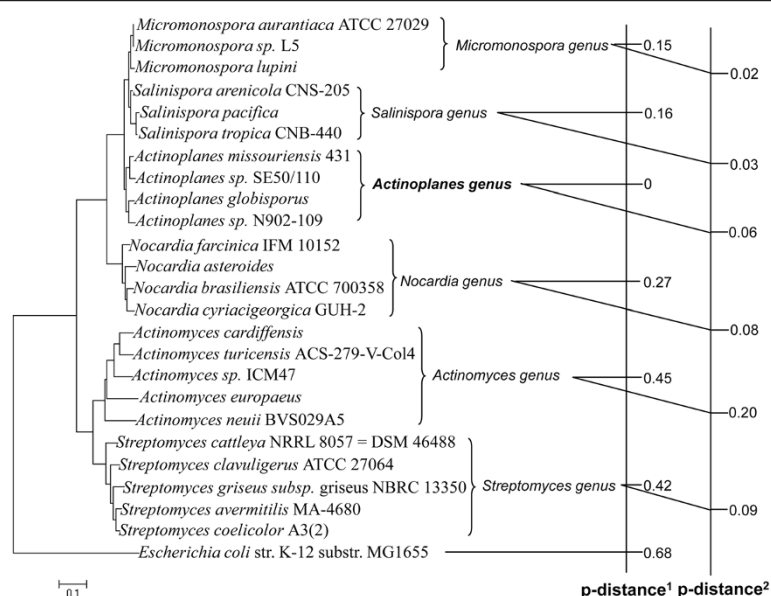 Micromonospora aurantiaca ATCC 27029
Micromonospora sp. L5
Micromonospora genus
0.15
Micromonospora lupini
0.02
Salinispora arenicola CNS-205
Salinispora pacifica
Salinispora genus
0.16
Salinispora tropica CNB-440
Actinoplanes missouriensis 431
0.03
Actinoplanes sp. SE50/110
Actinoplanes genus
0
Actinoplanes globisporus
Actinoplanes sp. N902-109
0.06
Nocardia farcinica IFM 10152
Nocardia asteroides
Nocardia genus
0.27
Nocardia brasiliensis ATCC 700358
Nocardia cyriacigeorgica GUH-2
0.08
Actinomyces cardiffensis
Actinomyces turicensis ACS-279-V-Col4
Actinomyces sp. ICM47
Actinomyces genus
0.45
Actinomyces europaeus
0.20
Actinomyces neuii BVS029A5
Streptomyces cattleya NRRL 8057 = DSM 46488
Streptomyces clavuligerus ATCC 27064
Streptomyces griseus subsp. griseus NBRC 13350
Streptomyces genus
0.42
Streptomyces avermitilis MA-4680
0.09
Streptomyces coelicolor A3(2)
Escherichia coli str. K-12 substr. MG1655
0.68
0.1
p-distance¹ p-distance²